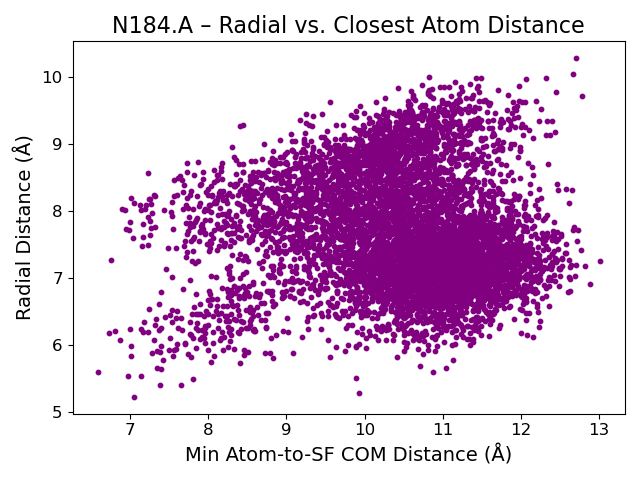 N184.A – Radial vs. Closest Atom Distance
Radial Distance (Å)
10
9
8
7
6
5
7 8 9 10 11 12 13
Min Atom-to-SF COM Distance (Å)